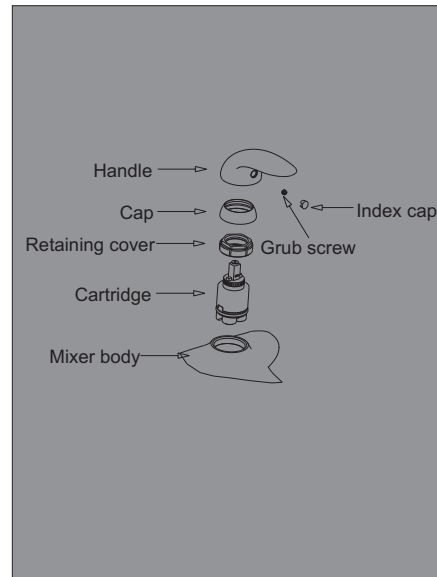 Handle
Cap
Index cap
Retaining cover
Grub screw
Cartridge
Mixer body